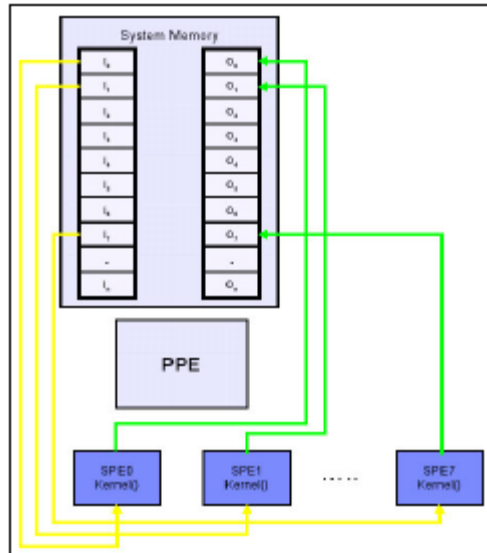 System Memory
I₀ O₀
I₁ O₁
I₂ O₂
I₃ O₃
I₄ O₄
I₅ O₅
I₆ O₆
I₇ O₇
. .
Iₙ Oₙ
PPE
SPE0 SPE1 ..... SPE7
Kernel() Kernel() Kernel()